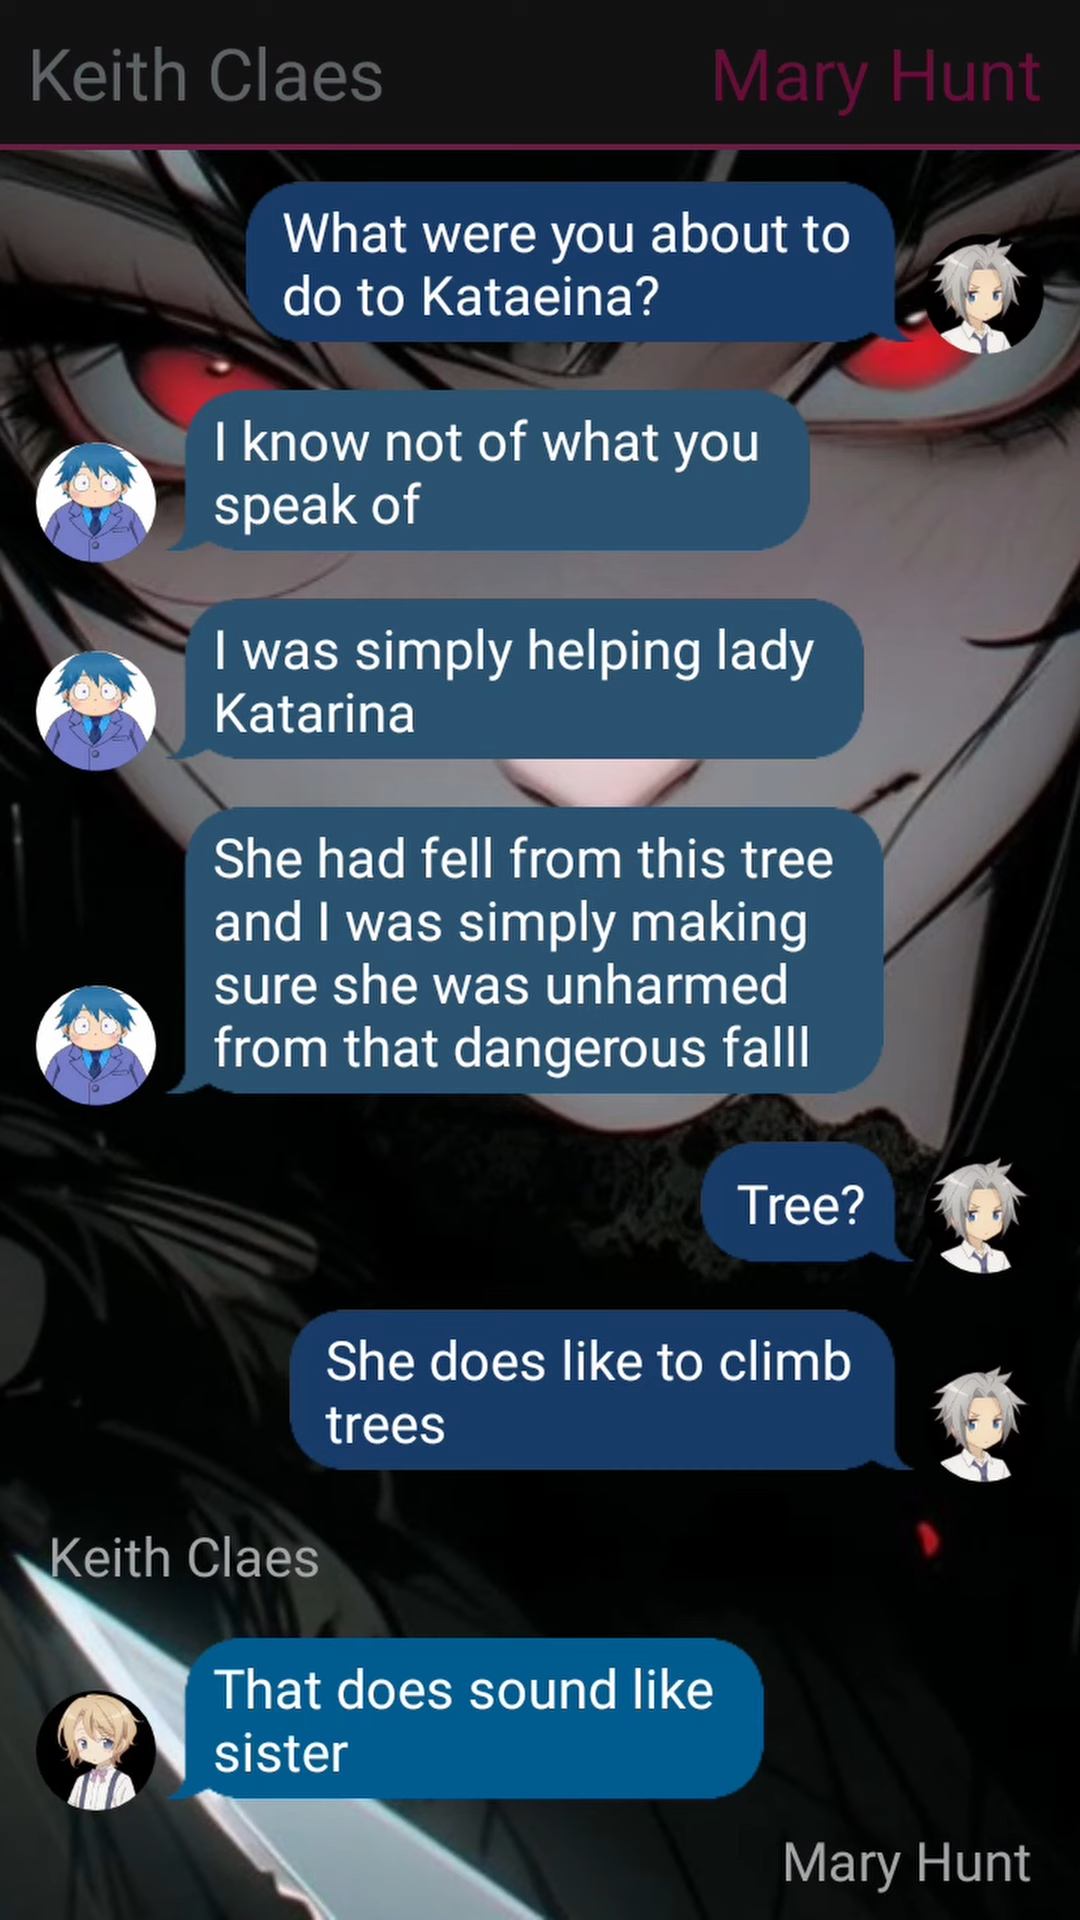 Keith Claes
Mary Hunt
What were you about to
do to Kataeina?
I know not of what you
speak of
I was simply helping lady
Katarina
She had fell from this tree
and I was simply making
sure she was unharmed
from that dangerous falll
Tree?
She does like to climb
trees
Keith Claes
That does sound like
sister
Mary Hunt